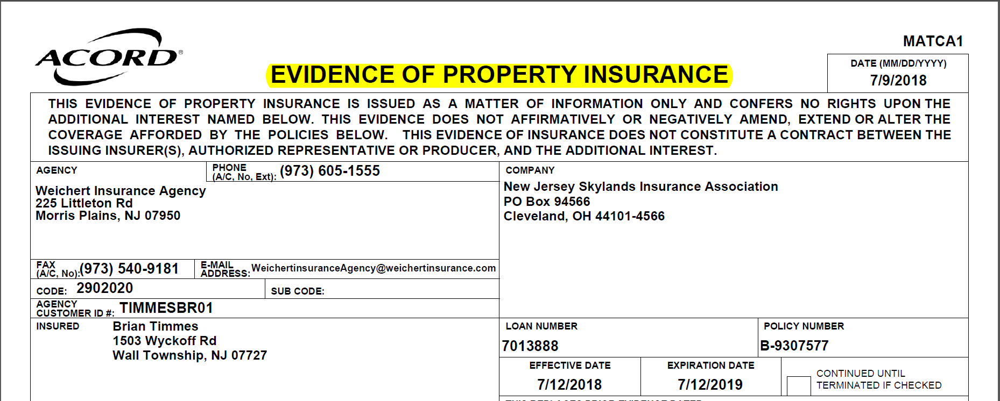 MATCA1
ACORD®
EVIDENCE OF PROPERTY INSURANCE
DATE (MM/DD/YYYY)
7/9/2018
THIS EVIDENCE OF PROPERTY INSURANCE IS ISSUED AS A MATTER OF INFORMATION ONLY AND CONFERS NO RIGHTS UPON THE
ADDITIONAL INTEREST NAMED BELOW. THIS EVIDENCE DOES NOT AFFIRMATIVELY OR NEGATIVELY AMEND, EXTEND OR ALTER THE
COVERAGE AFFORDED BY THE POLICIES BELOW. THIS EVIDENCE OF INSURANCE DOES NOT CONSTITUTE A CONTRACT BETWEEN THE
ISSUING INSURER(S), AUTHORIZED REPRESENTATIVE OR PRODUCER, AND THE ADDITIONAL INTEREST.
AGENCY
PHONE
(A/C, No, Ext): (973) 605-1555
Weichert Insurance Agency
225 Littleton Rd
Morris Plains, NJ 07950
COMPANY
New Jersey Skylands Insurance Association
PO Box 94566
Cleveland, OH 44101-4566
FAX
(A/C, No): (973) 540-9181
E-MAIL
ADDRESS: WeichertinsuranceAgency@weichertinsurance.com
CODE: 2902020
SUB CODE:
AGENCY
CUSTOMER ID #: TIMMESBR01
INSURED
Brian Timmes
1503 Wyckoff Rd
Wall Township, NJ 07727
LOAN NUMBER
7013888
POLICY NUMBER
B-9307577
EFFECTIVE DATE
7/12/2018
EXPIRATION DATE
7/12/2019
CONTINUED UNTIL
TERMINATED IF CHECKED
THIS REPLACES PRIOR EVIDENCE DATED: